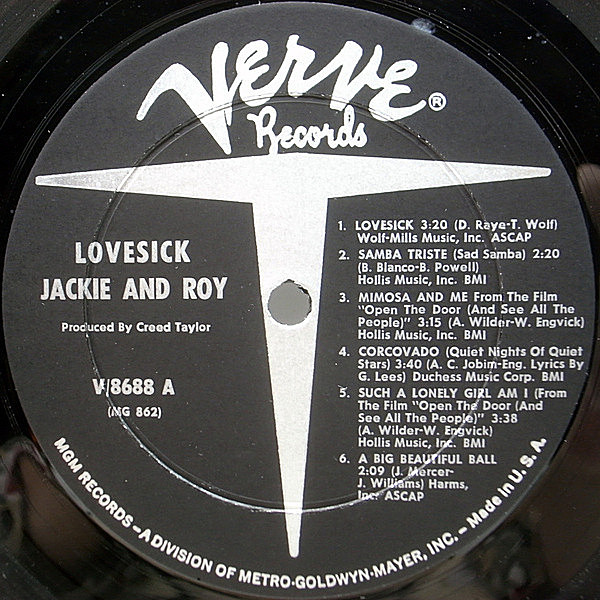 Verve ®
Records
LOVESICK
JACKIE AND ROY
Produced By Creed Taylor
V/8688 A
(MG 862)
1. LOVESICK 3:20 (D. Raye-T. Wolf)
Wolf-Mills Music, Inc. ASCAP
2. SAMBA TRISTE (Sad Samba) 2:20
(B. Blanco-B. Powell)
Hollis Music, Inc. BMI
3. MIMOSA AND ME From The Film
"Open The Door (And See All The
People)" 3:15 (A. Wilder-W. Engvick)
Hollis Music, Inc. BMI
4. CORCOVADO (Quiet Nights Of Quiet
Stars) 3:40 (A. C. Jobim-Eng. Lyrics By
G. Lees) Duchess Music Corp. BMI
5. SUCH A LONELY GIRL AM I (From
The Film "Open The Door (And
See All The People)" 3:38
(A. Wilder-W. Engvick)
Hollis Music, Inc. BMI
6. A BIG BEAUTIFUL BALL
2:09 (J. Mercer-
J. Williams) Harms,
Inc. ASCAP
MGM RECORDS – A DIVISION OF METRO-GOLDWYN-MAYER, INC. – Made in U.S.A.